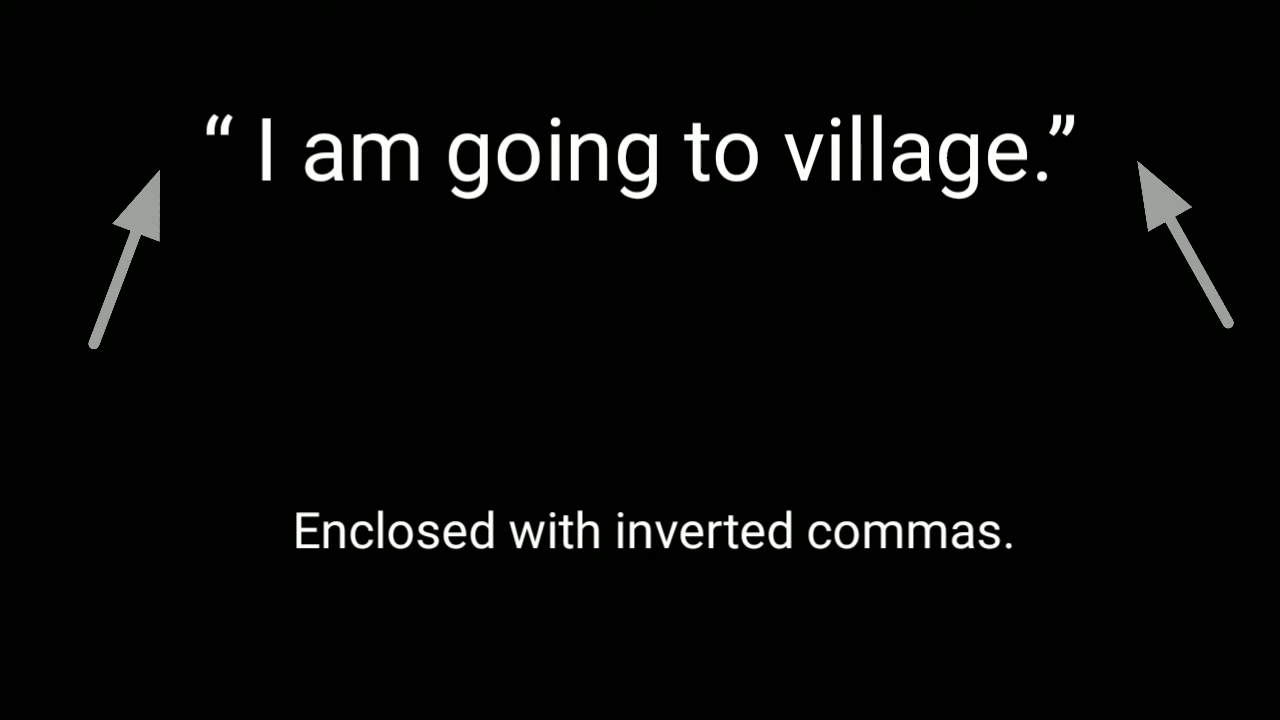 “ I am going to village.”
Enclosed with inverted commas.